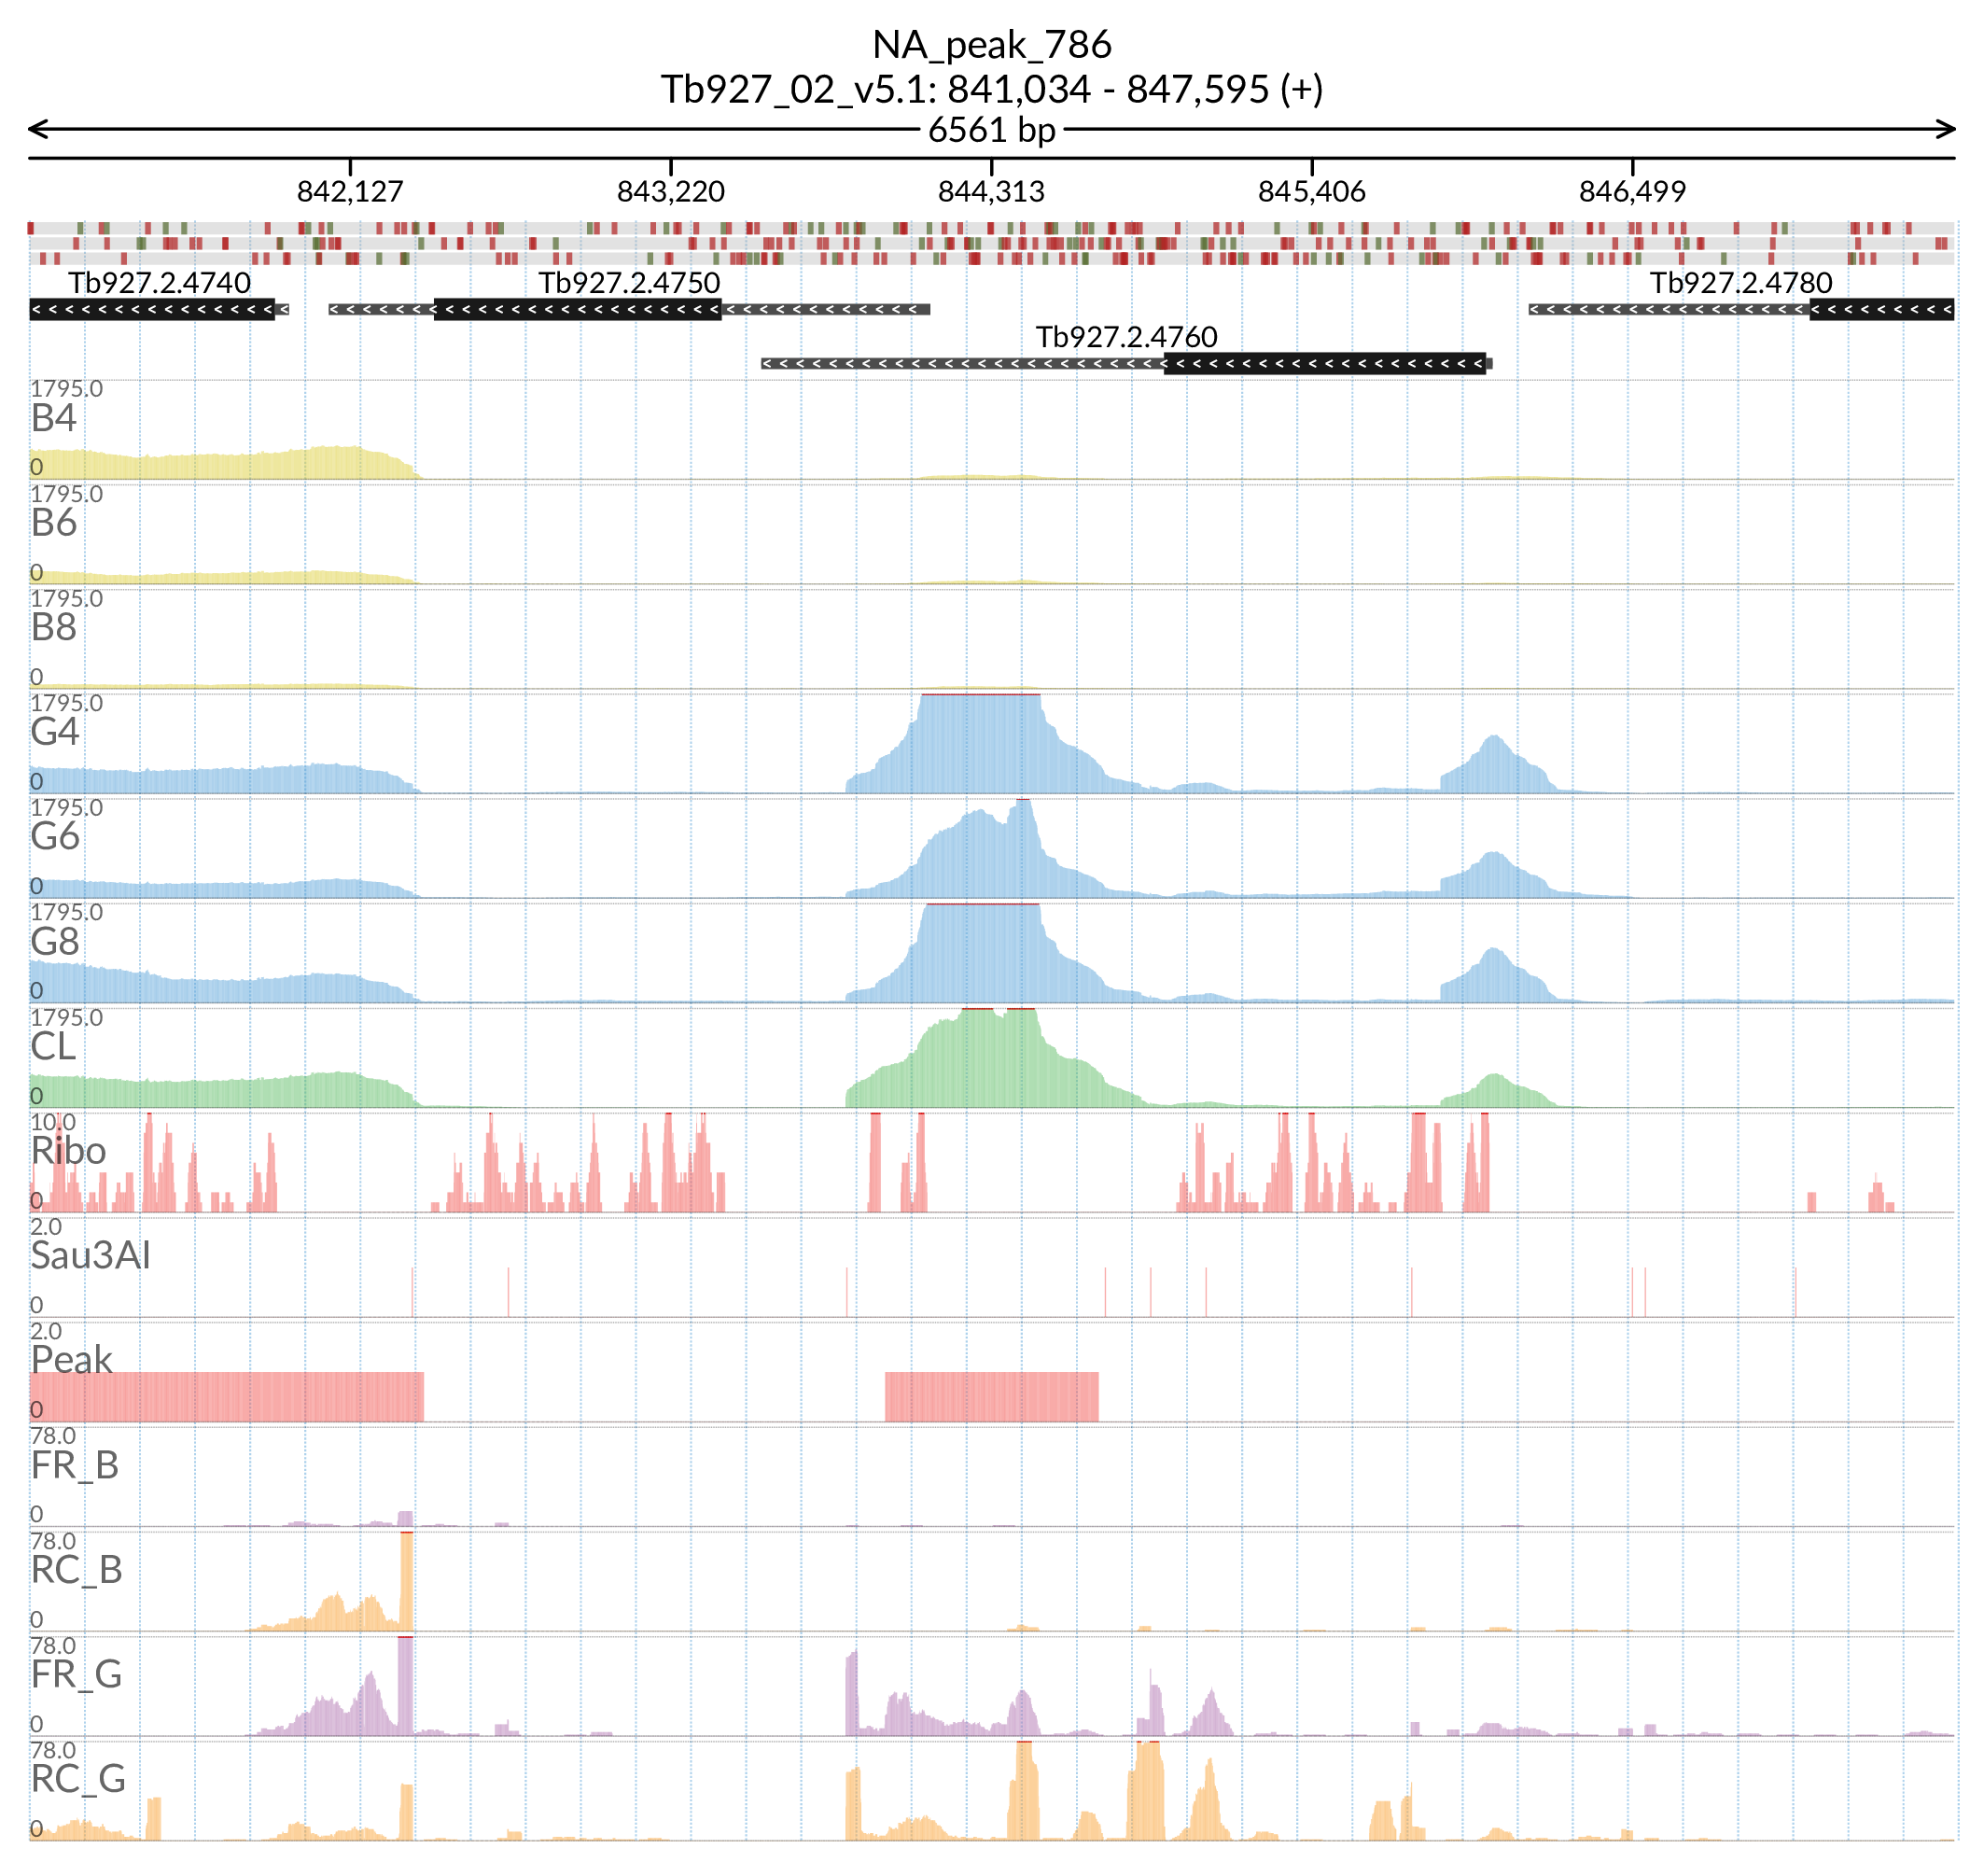 NA_peak_786
Tb927_02_v5.1: 841,034 - 847,595 (+)
6561 bp
842,127 843,220 844,313 845,406 846,499
Tb927.2.4740 Tb927.2.4750 Tb927.2.4780
Tb927.2.4760
1795.0
B4
0
1795.0
B6
0
1795.0
B8
0
1795.0
G4
0
1795.0
G6
0
1795.0
G8
0
1795.0
CL
0
10.0
Ribo
0
2.0
Sau3AI
0
2.0
Peak
0
78.0
FR_B
0
78.0
RC_B
0
78.0
FR_G
0
78.0
RC_G
0